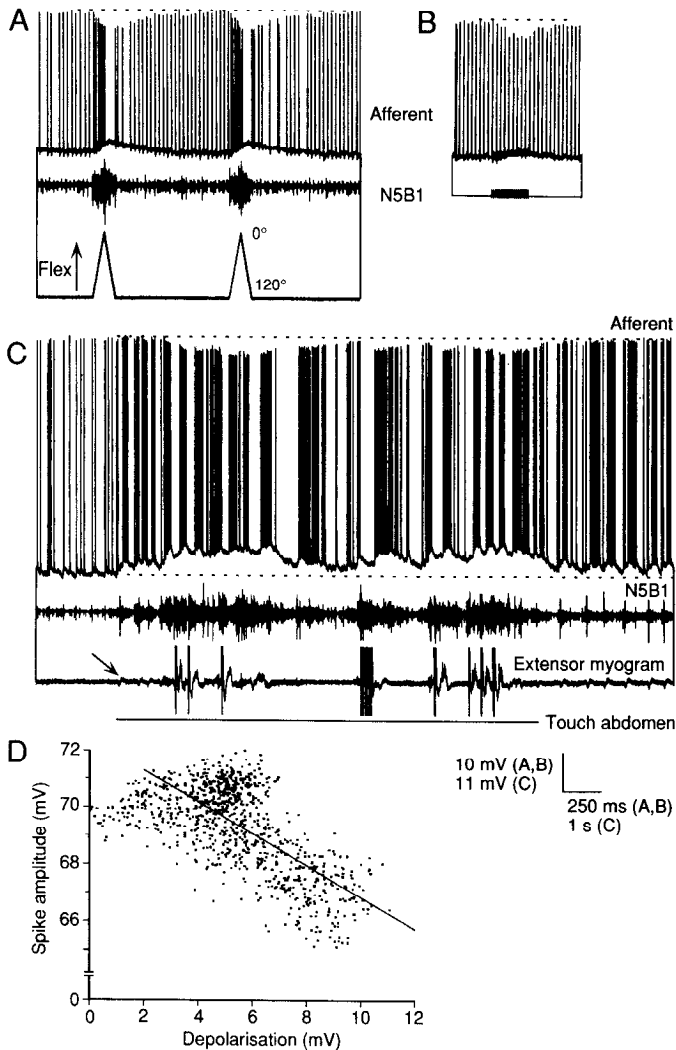 A
B
Afferent
N5B1
0°
Flex
120°
Afferent
C
N5B1
Extensor myogram
Touch abdomen
D
10 mV (A,B)
11 mV (C)
250 ms (A,B)
1 s (C)
72
70
68
66
0
Spike amplitude (mV)
0 2 4 6 8 10 12
Depolarisation (mV)